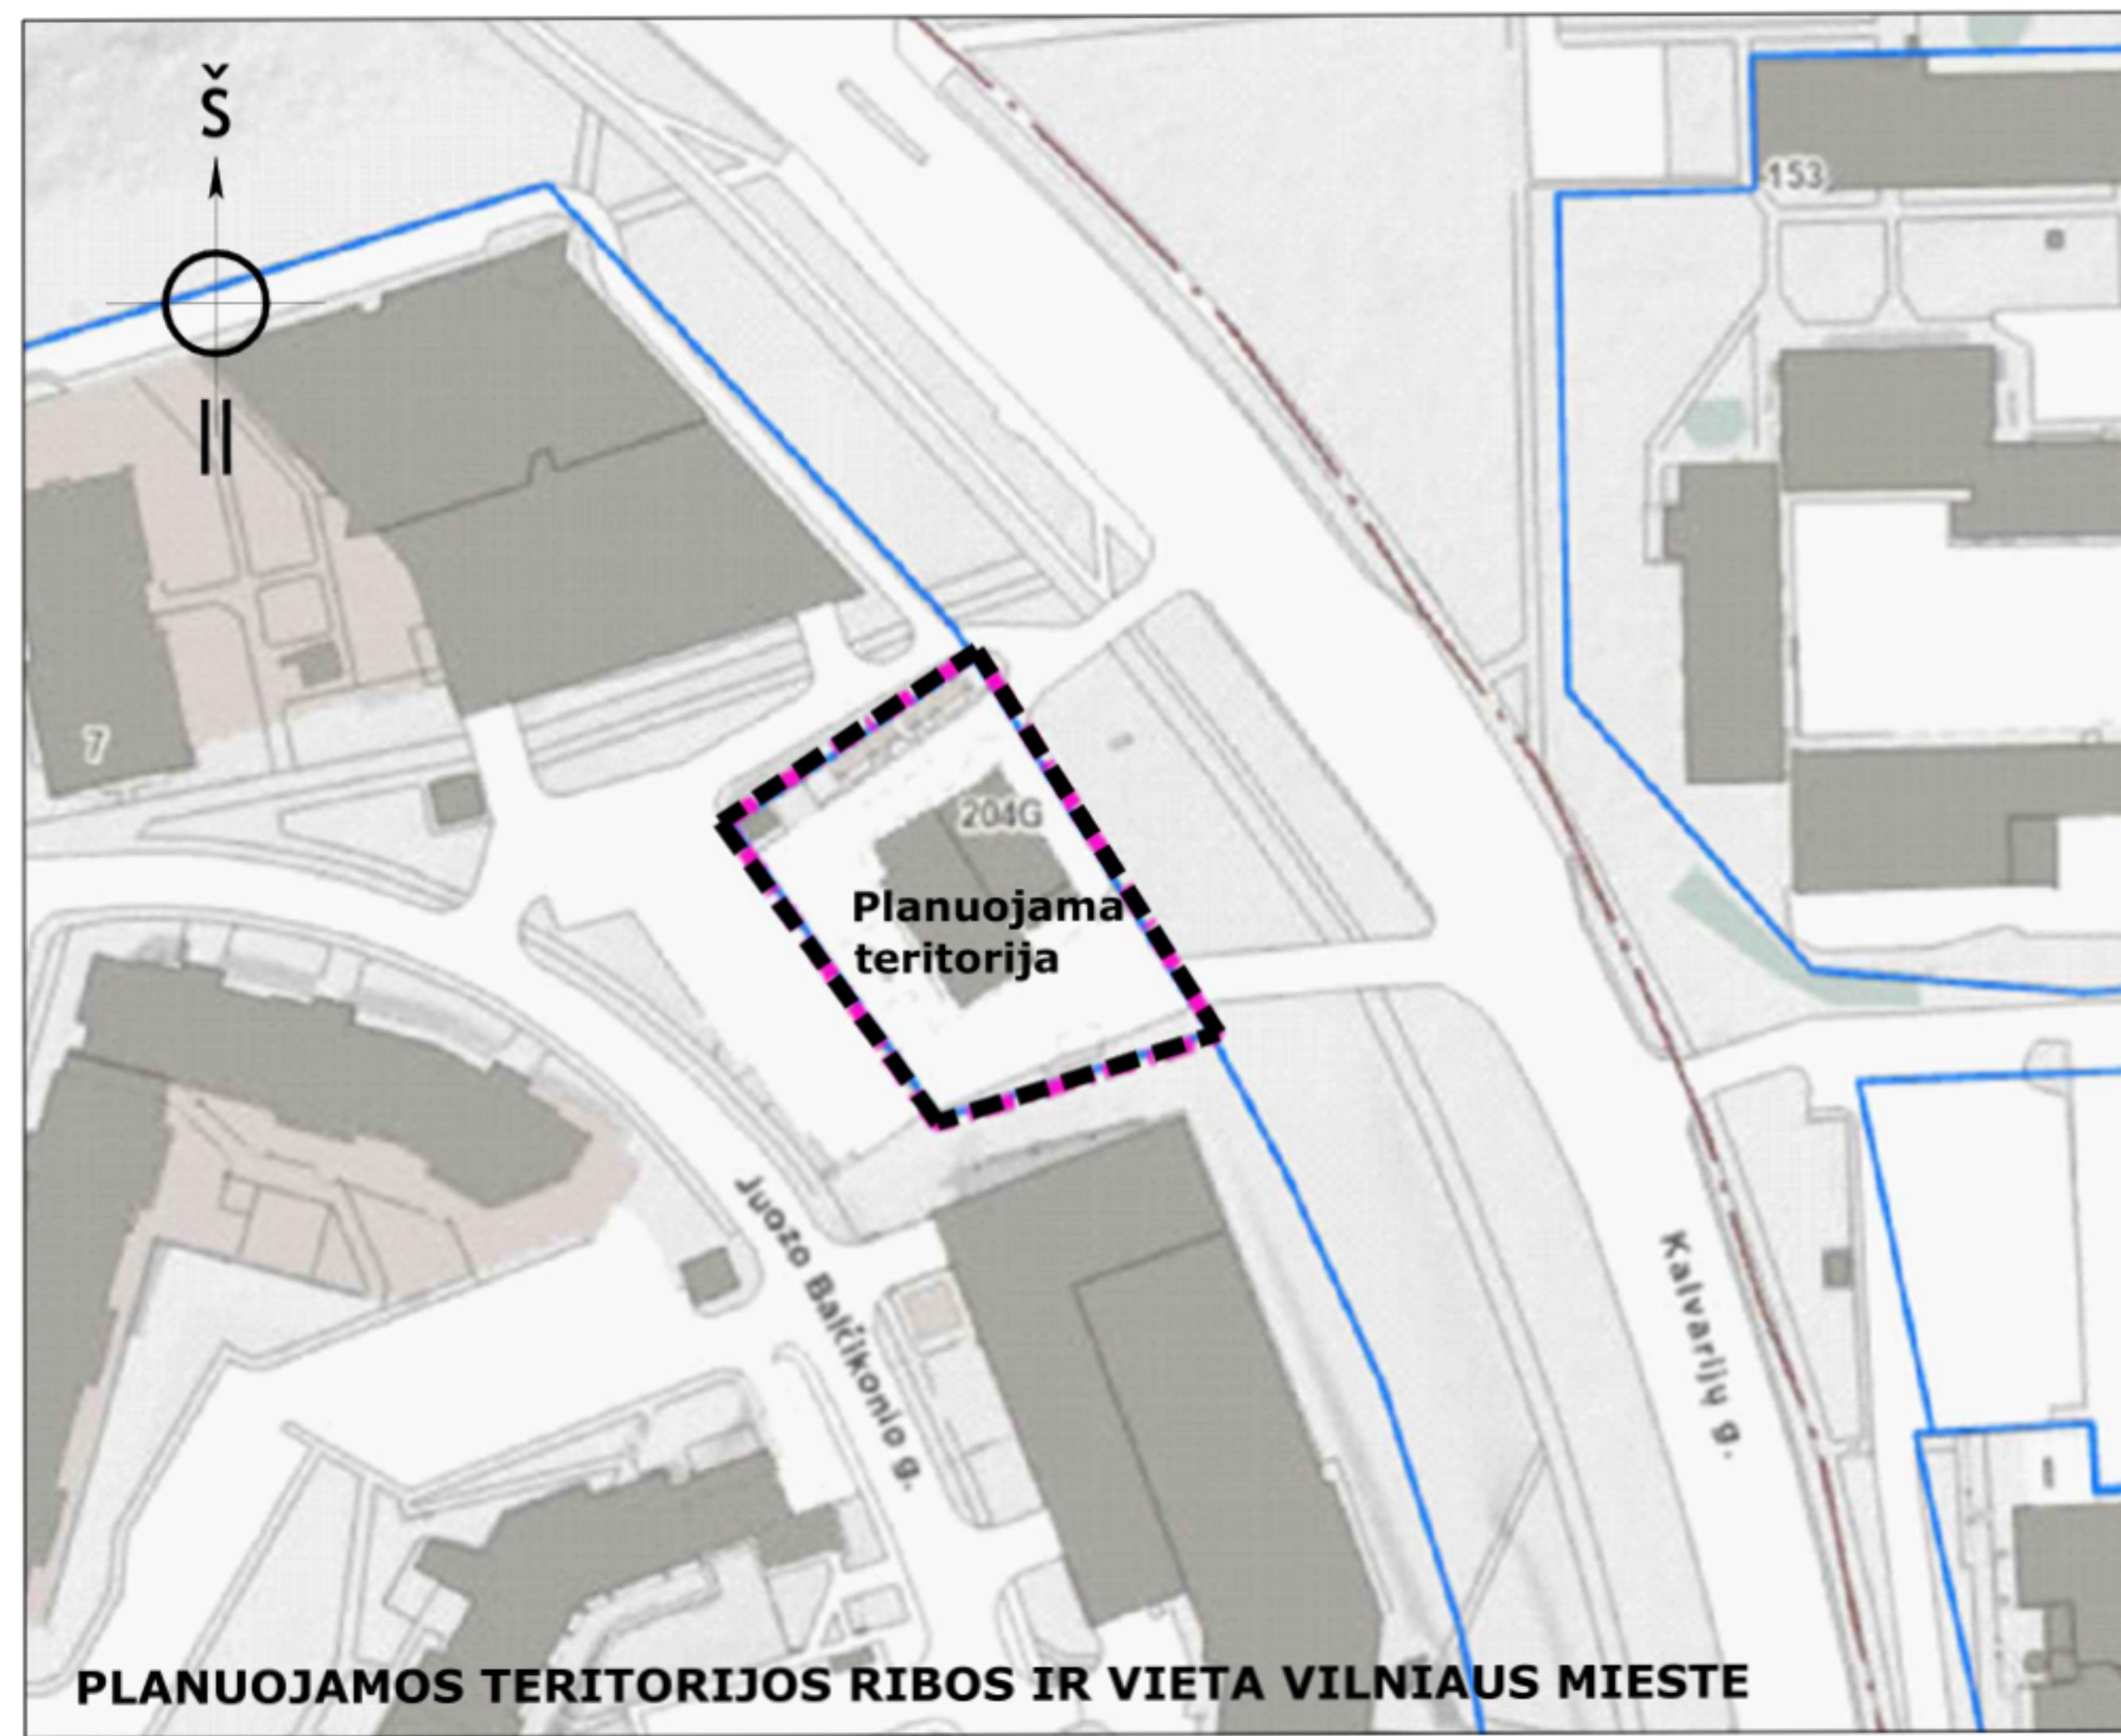 Š
153
7
204G
Planuojama
teritorija
Juozo Balčikonio g.
Kalvarijų g.
PLANUOJAMOS TERITORIJOS RIBOS IR VIETA VILNIAUS MIESTE